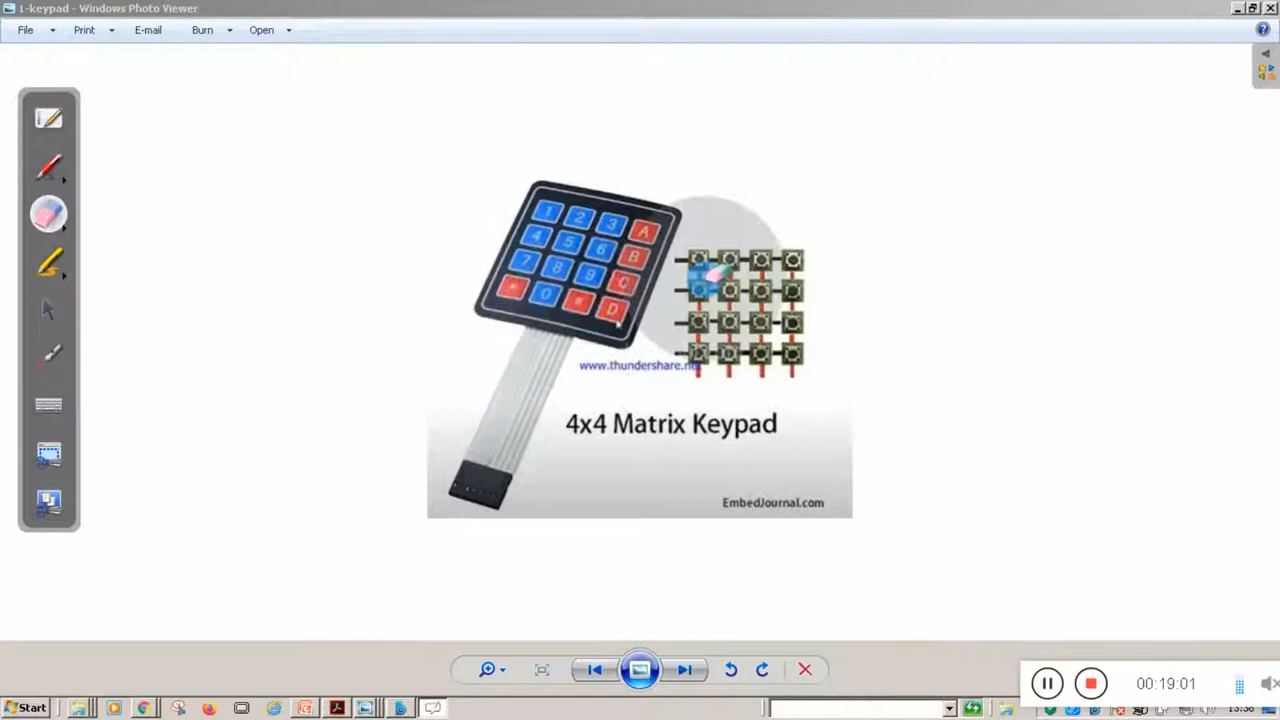 1-keypad - Windows Photo Viewer
File Print E-mail Burn Open
1 2 3 A
4 5 6 B
7 8 9 C
* 0 D
www.thundershare.net
4x4 Matrix Keypad
EmbedJournal.com
00:19:01
Start